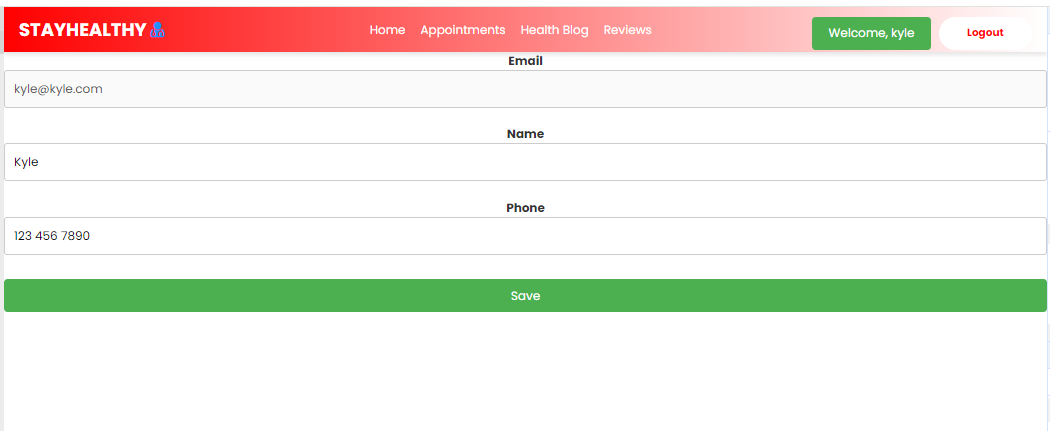 STAYHEALTHY Home Appointments Health Blog Reviews Welcome, kyle Logout
Email
kyle@kyle.com
Name
Kyle
Phone
123 456 7890
Save